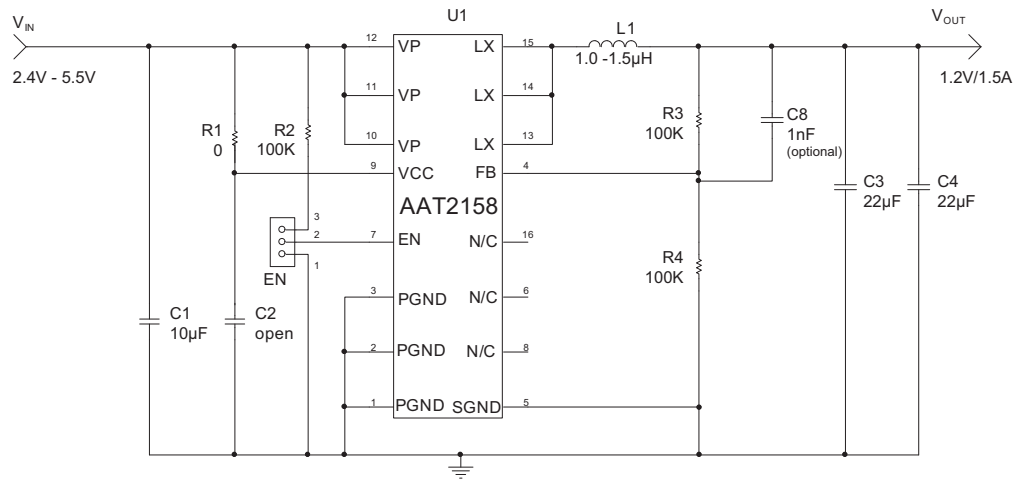 U1
V_IN
V_OUT
2.4V - 5.5V
1.2V/1.5A
L1
1.0 -1.5μH
12
VP
LX
15
11
VP
LX
14
10
VP
LX
13
9
VCC
FB
4
AAT2158
7
EN
N/C
16
3
PGND
N/C
6
2
PGND
N/C
8
1
PGND
SGND
5
R1
0
R2
100K
3
2
1
EN
C1
10μF
C2
open
R3
100K
C8
1nF
(optional)
R4
100K
C3
22μF
C4
22μF